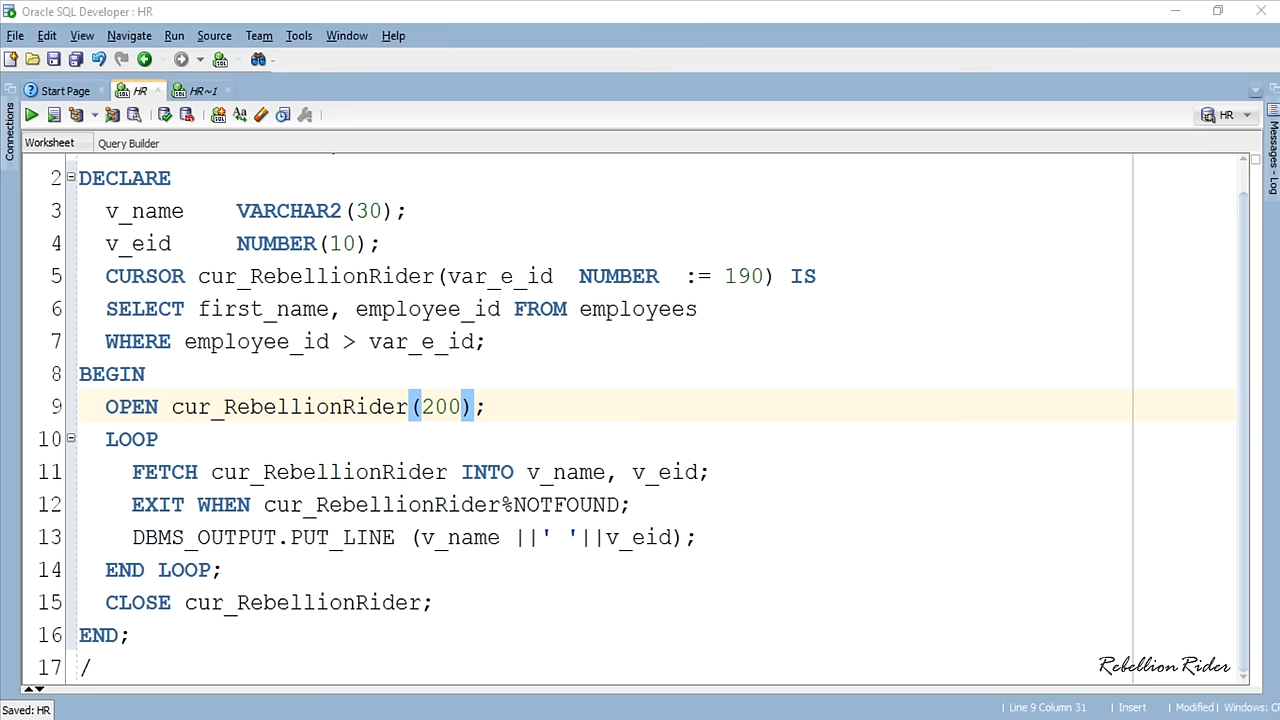 Oracle SQL Developer : HR
File Edit View Navigate Run Source Team Tools Window Help
Start Page HR HR~1
HR
Worksheet Query Builder
Connections
Messages - Log
2 DECLARE
3 v_name VARCHAR2(30);
4 v_eid NUMBER(10);
5 CURSOR cur_RebellionRider(var_e_id NUMBER := 190) IS
6 SELECT first_name, employee_id FROM employees
7 WHERE employee_id > var_e_id;
8 BEGIN
9 OPEN cur_RebellionRider(200);
10 LOOP
11 FETCH cur_RebellionRider INTO v_name, v_eid;
12 EXIT WHEN cur_RebellionRider%NOTFOUND;
13 DBMS_OUTPUT.PUT_LINE (v_name ||' '||v_eid);
14 END LOOP;
15 CLOSE cur_RebellionRider;
16 END;
17 /
Rebellion Rider
Saved: HR
Line 9 Column 31 Insert Modified Windows: C